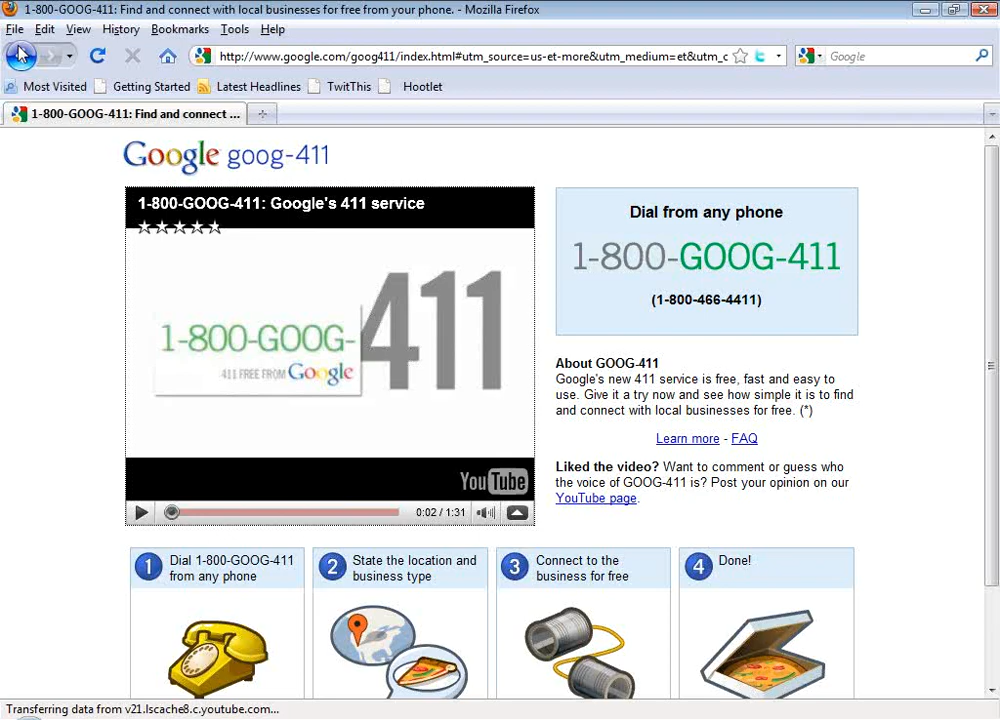 1-800-GOOG-411: Find and connect with local businesses for free from your phone. - Mozilla Firefox
File Edit View History Bookmarks Tools Help
http://www.google.com/goog411/index.html#utm_source=us-et-more&utm_medium=et&utm_c
Google
Most Visited Getting Started Latest Headlines TwitThis Hootlet
1-800-GOOG-411: Find and connect ...
Google goog-411
1-800-GOOG-411: Google's 411 service
1-800-GOOG-
411
411 FREE FROM Google
YouTube
0:02 / 1:31
Dial from any phone
1-800-GOOG-411
(1-800-466-4411)
About GOOG-411
Google's new 411 service is free, fast and easy to
use. Give it a try now and see how simple it is to find
and connect with local businesses for free. (*)
Learn more - FAQ
Liked the video? Want to comment or guess who
the voice of GOOG-411 is? Post your opinion on our
YouTube page.
1 Dial 1-800-GOOG-411
from any phone
2 State the location and
business type
3 Connect to the
business for free
4 Done!
Transferring data from v21.lscache8.c.youtube.com...